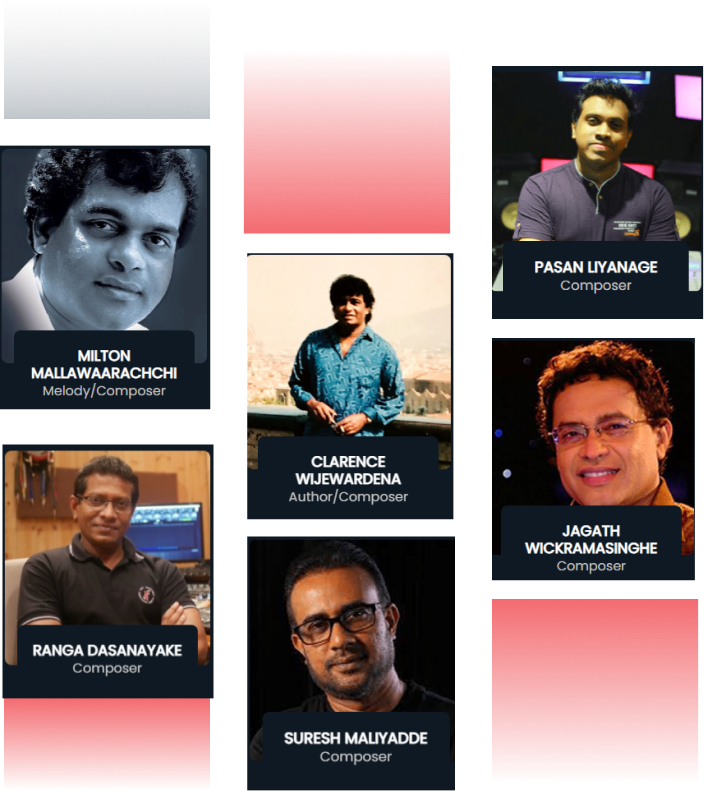 MILTON
MALLAWAARACHCHI
Melody/Composer
RANGA DASANAYAKE
Composer
CLARENCE
WIJEWARDENA
Author/Composer
SURESH MALIYADDE
Composer
PASAN LIYANAGE
Composer
JAGATH
WICKRAMASINGHE
Composer